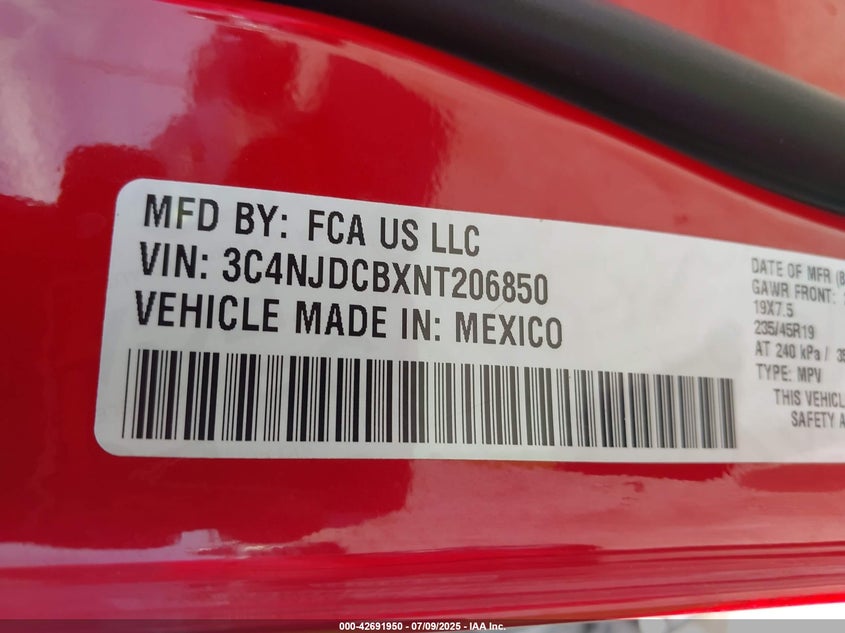 MFD BY: FCA US LLC
VIN: 3C4NJDCBXNT206850
VEHICLE MADE IN: MEXICO
DATE OF MFR (
GAWR FRONT:
19X7.5
235/45R19
AT 240 kPa /
TYPE: MPV
THIS VEHICL
SAFETY A
000-42691950 - 07/09/2025 - IAA Inc.